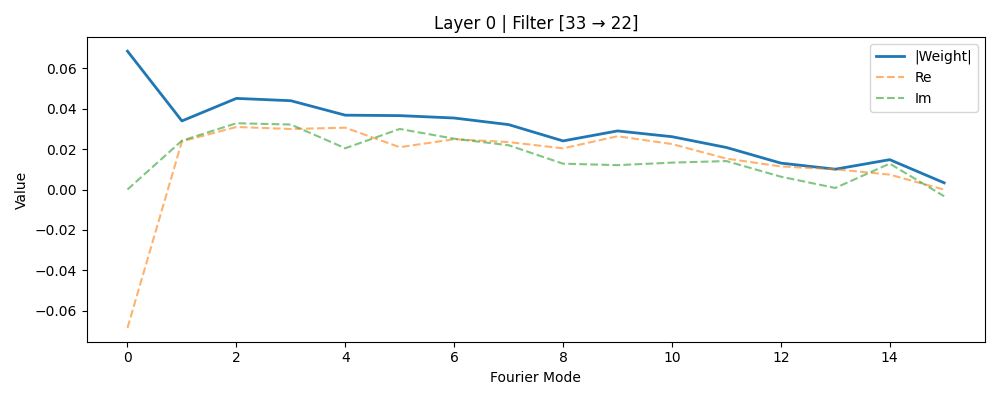 Layer 0 | Filter [33 → 22]
|Weight|
Re
Im
0.06
0.04
0.02
0.00
−0.02
−0.04
−0.06
Value
0 2 4 6 8 10 12 14
Fourier Mode